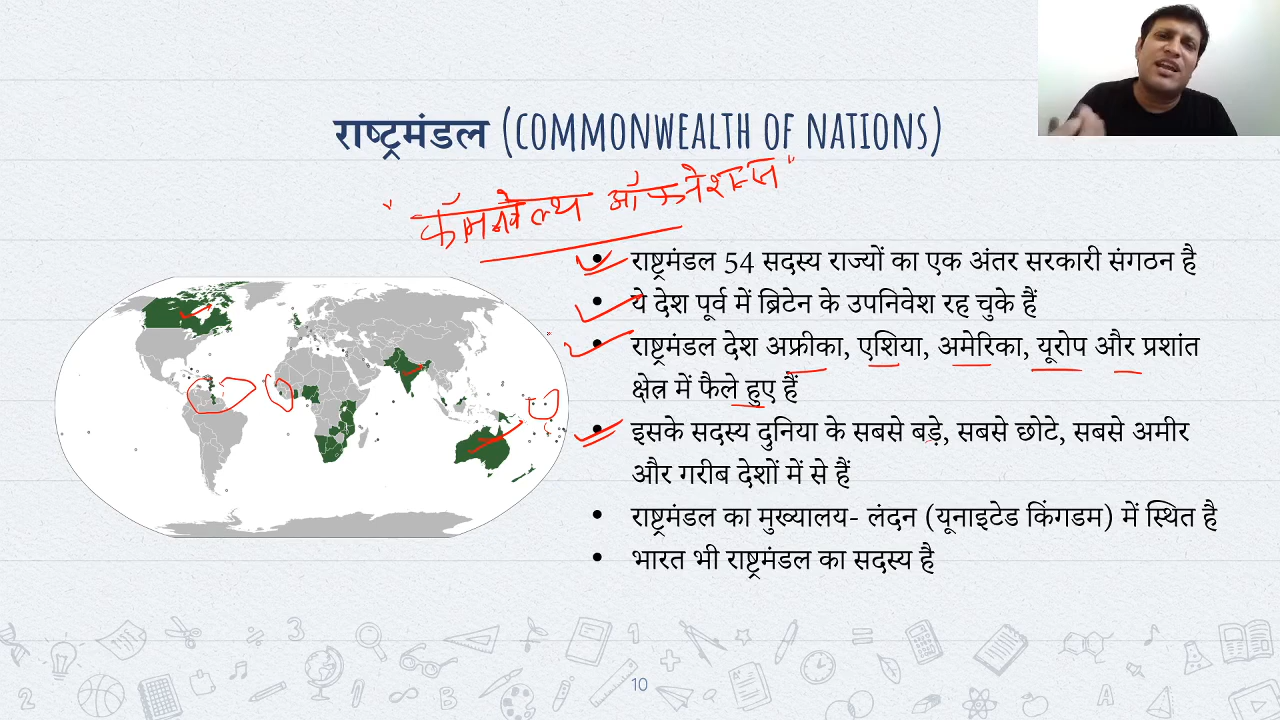 राष्ट्रमंडल (COMMONWEALTH OF NATIONS)
" कॉमनवेल्थ ऑफ नेशन्स "
• राष्ट्रमंडल 54 सदस्य राज्यों का एक अंतर सरकारी संगठन है
• ये देश पूर्व में ब्रिटेन के उपनिवेश रह चुके हैं
• राष्ट्रमंडल देश अफ्रीका, एशिया, अमेरिका, यूरोप और प्रशांत
क्षेत्र में फैले हुए हैं
• इसके सदस्य दुनिया के सबसे बड़े, सबसे छोटे, सबसे अमीर
और गरीब देशों में से हैं
• राष्ट्रमंडल का मुख्यालय- लंदन (यूनाइटेड किंगडम) में स्थित है
• भारत भी राष्ट्रमंडल का सदस्य है
10